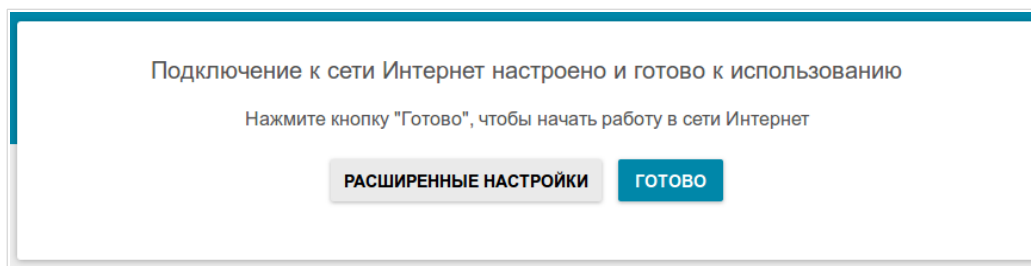 Подключение к сети Интернет настроено и готово к использованию
Нажмите кнопку "Готово", чтобы начать работу в сети Интернет
РАСШИРЕННЫЕ НАСТРОЙКИ ГОТОВО